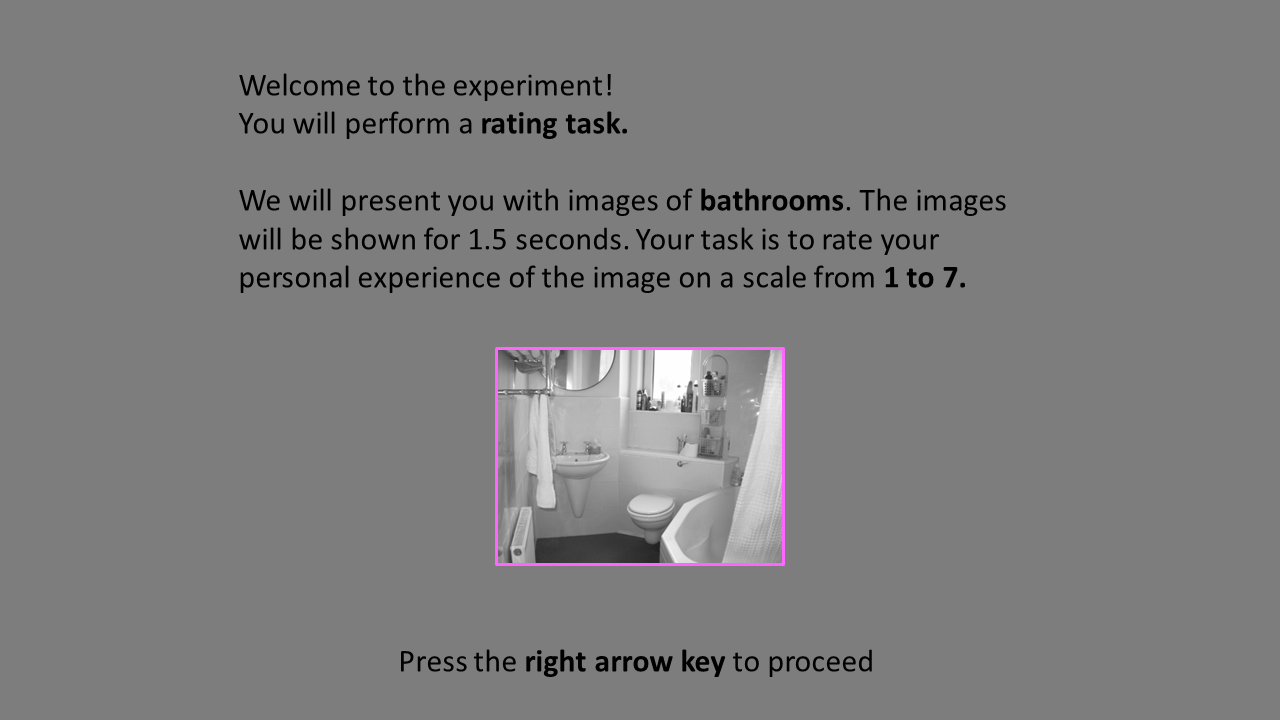 Welcome to the experiment!
You will perform a rating task.
We will present you with images of bathrooms. The images
will be shown for 1.5 seconds. Your task is to rate your
personal experience of the image on a scale from 1 to 7.
Press the right arrow key to proceed